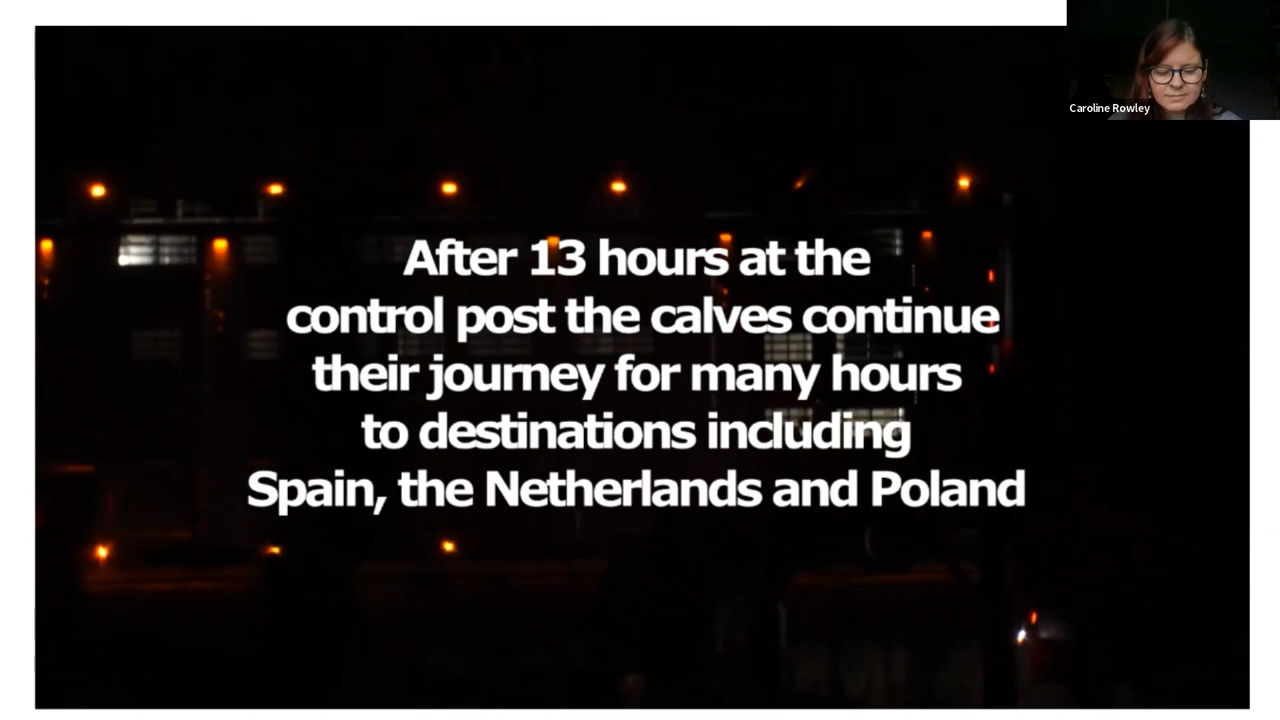 Caroline Rowley
After 13 hours at the
control post the calves continue
their journey for many hours
to destinations including
Spain, the Netherlands and Poland